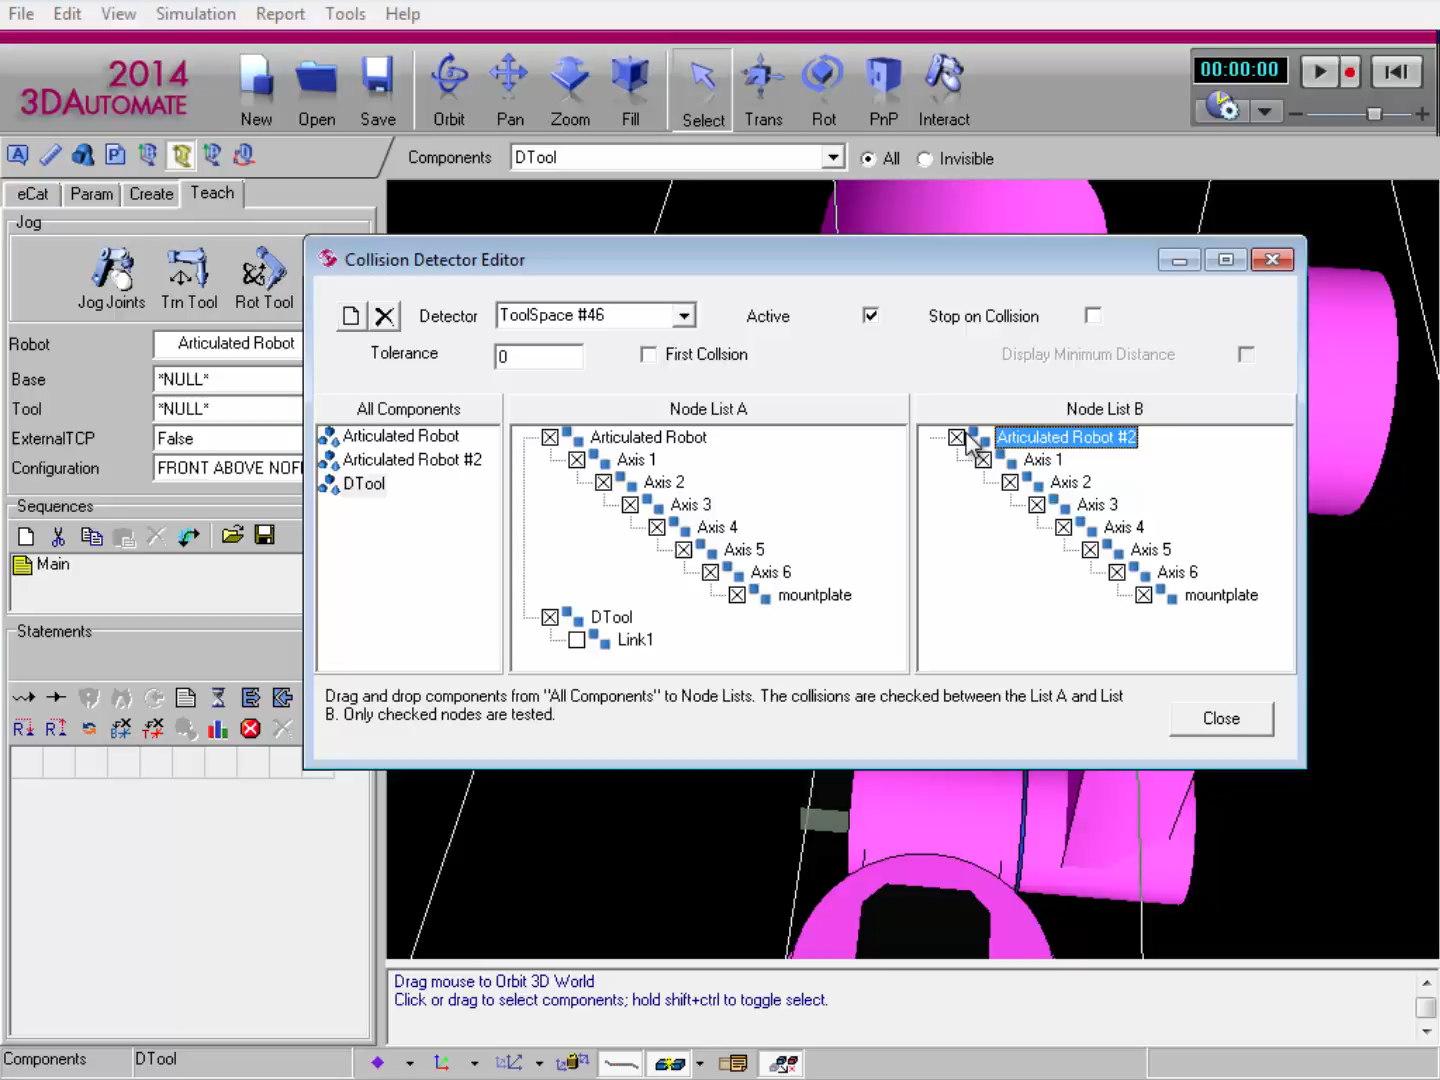 File Edit View Simulation Report Tools Help
2014
3DAUTOMATE
New Open Save Orbit Pan Zoom Fill Select Trans Rot PnP Interact
00:00:00
Components DTool All Invisible
eCat Param Create Teach
Jog
Jog Joints Trn Tool Rot Tool
Robot Articulated Robot
Base *NULL*
Tool *NULL*
ExternalTCP False
Configuration FRONT ABOVE NOFI
Sequences
Main
Statements
Collision Detector Editor
Detector ToolSpace #46 Active Stop on Collision
Tolerance 0 First Collsion Display Minimum Distance
All Components
Articulated Robot
Articulated Robot #2
DTool
Node List A
Articulated Robot
Axis 1
Axis 2
Axis 3
Axis 4
Axis 5
Axis 6
mountplate
DTool
Link1
Node List B
Articulated Robot #2
Axis 1
Axis 2
Axis 3
Axis 4
Axis 5
Axis 6
mountplate
Drag and drop components from "All Components" to Node Lists. The collisions are checked between the List A and List
B. Only checked nodes are tested.
Close
Drag mouse to Orbit 3D World
Click or drag to select components; hold shift+ctrl to toggle select.
Components DTool